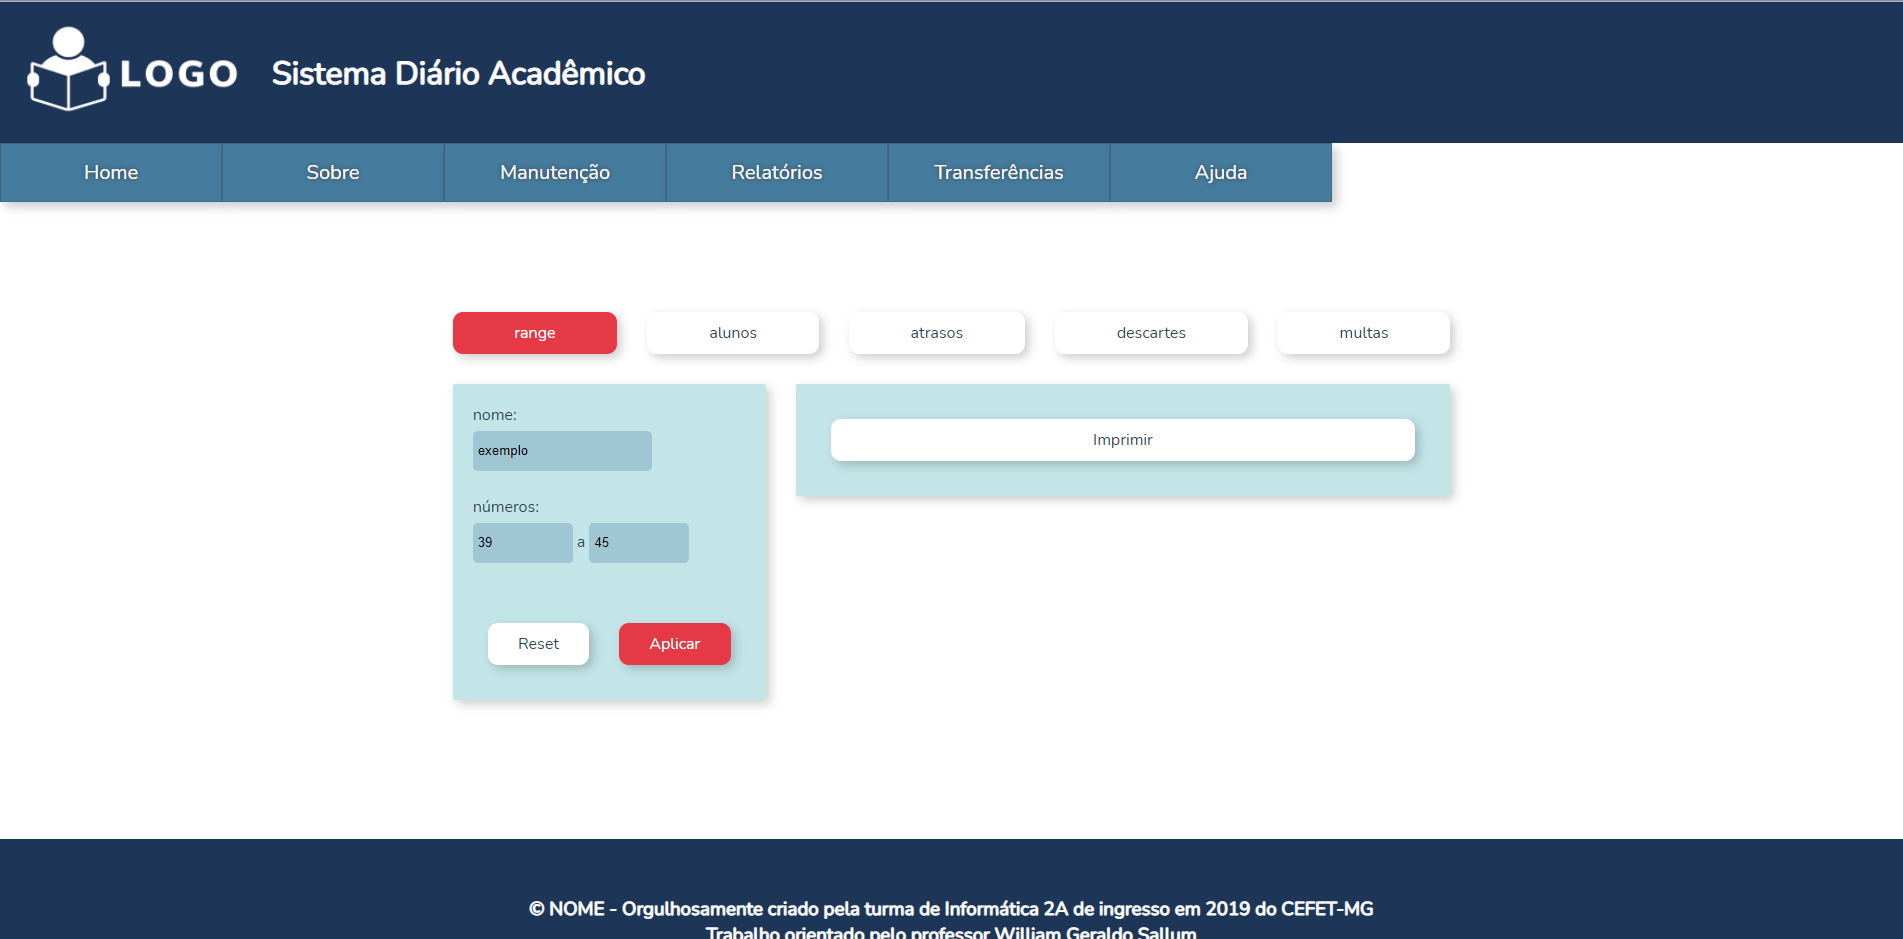 LOGO Sistema Diário Acadêmico
Home Sobre Manutenção Relatórios Transferências Ajuda
range alunos atrasos descartes multas
nome:
exemplo
Imprimir
números:
39 a 45
Reset Aplicar
© NOME - Orgulhosamente criado pela turma de Informática 2A de ingresso em 2019 do CEFET-MG
Trabalho orientado pelo professor William Geraldo Sallum